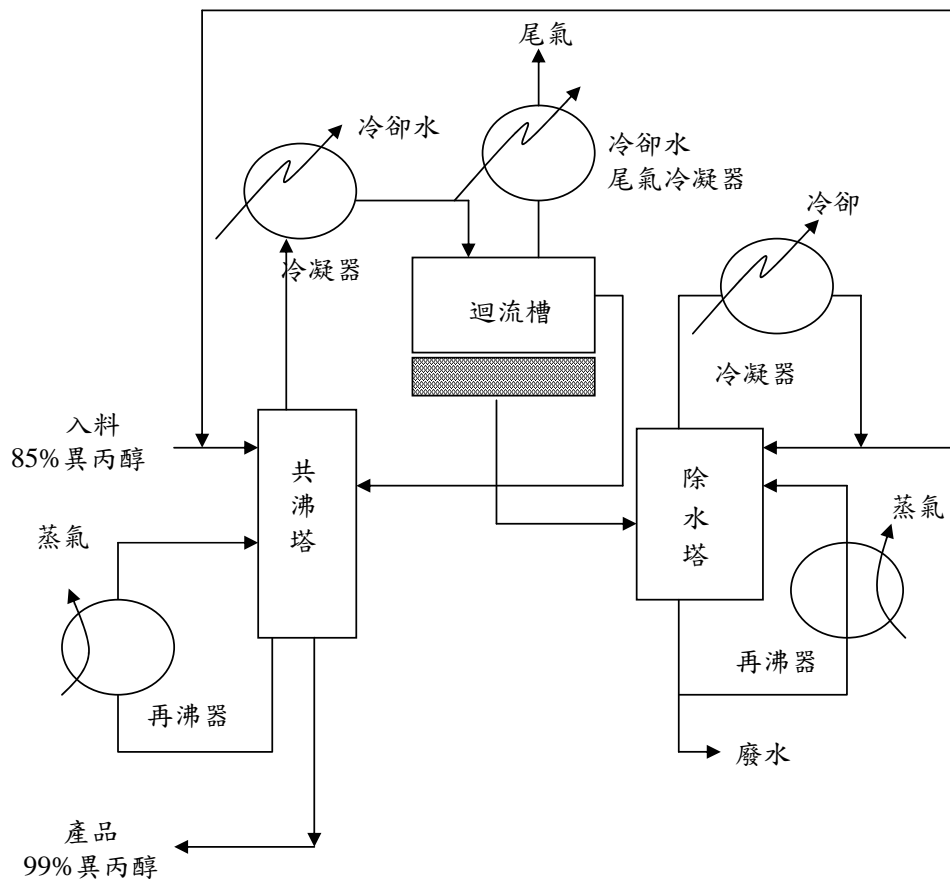 尾氣
冷卻水
冷卻水
尾氣冷凝器
冷卻
冷凝器
迴流槽
冷凝器
入料
85%異丙醇
共沸塔
除水塔
蒸氣
蒸氣
再沸器
再沸器
廢水
產品
99%異丙醇